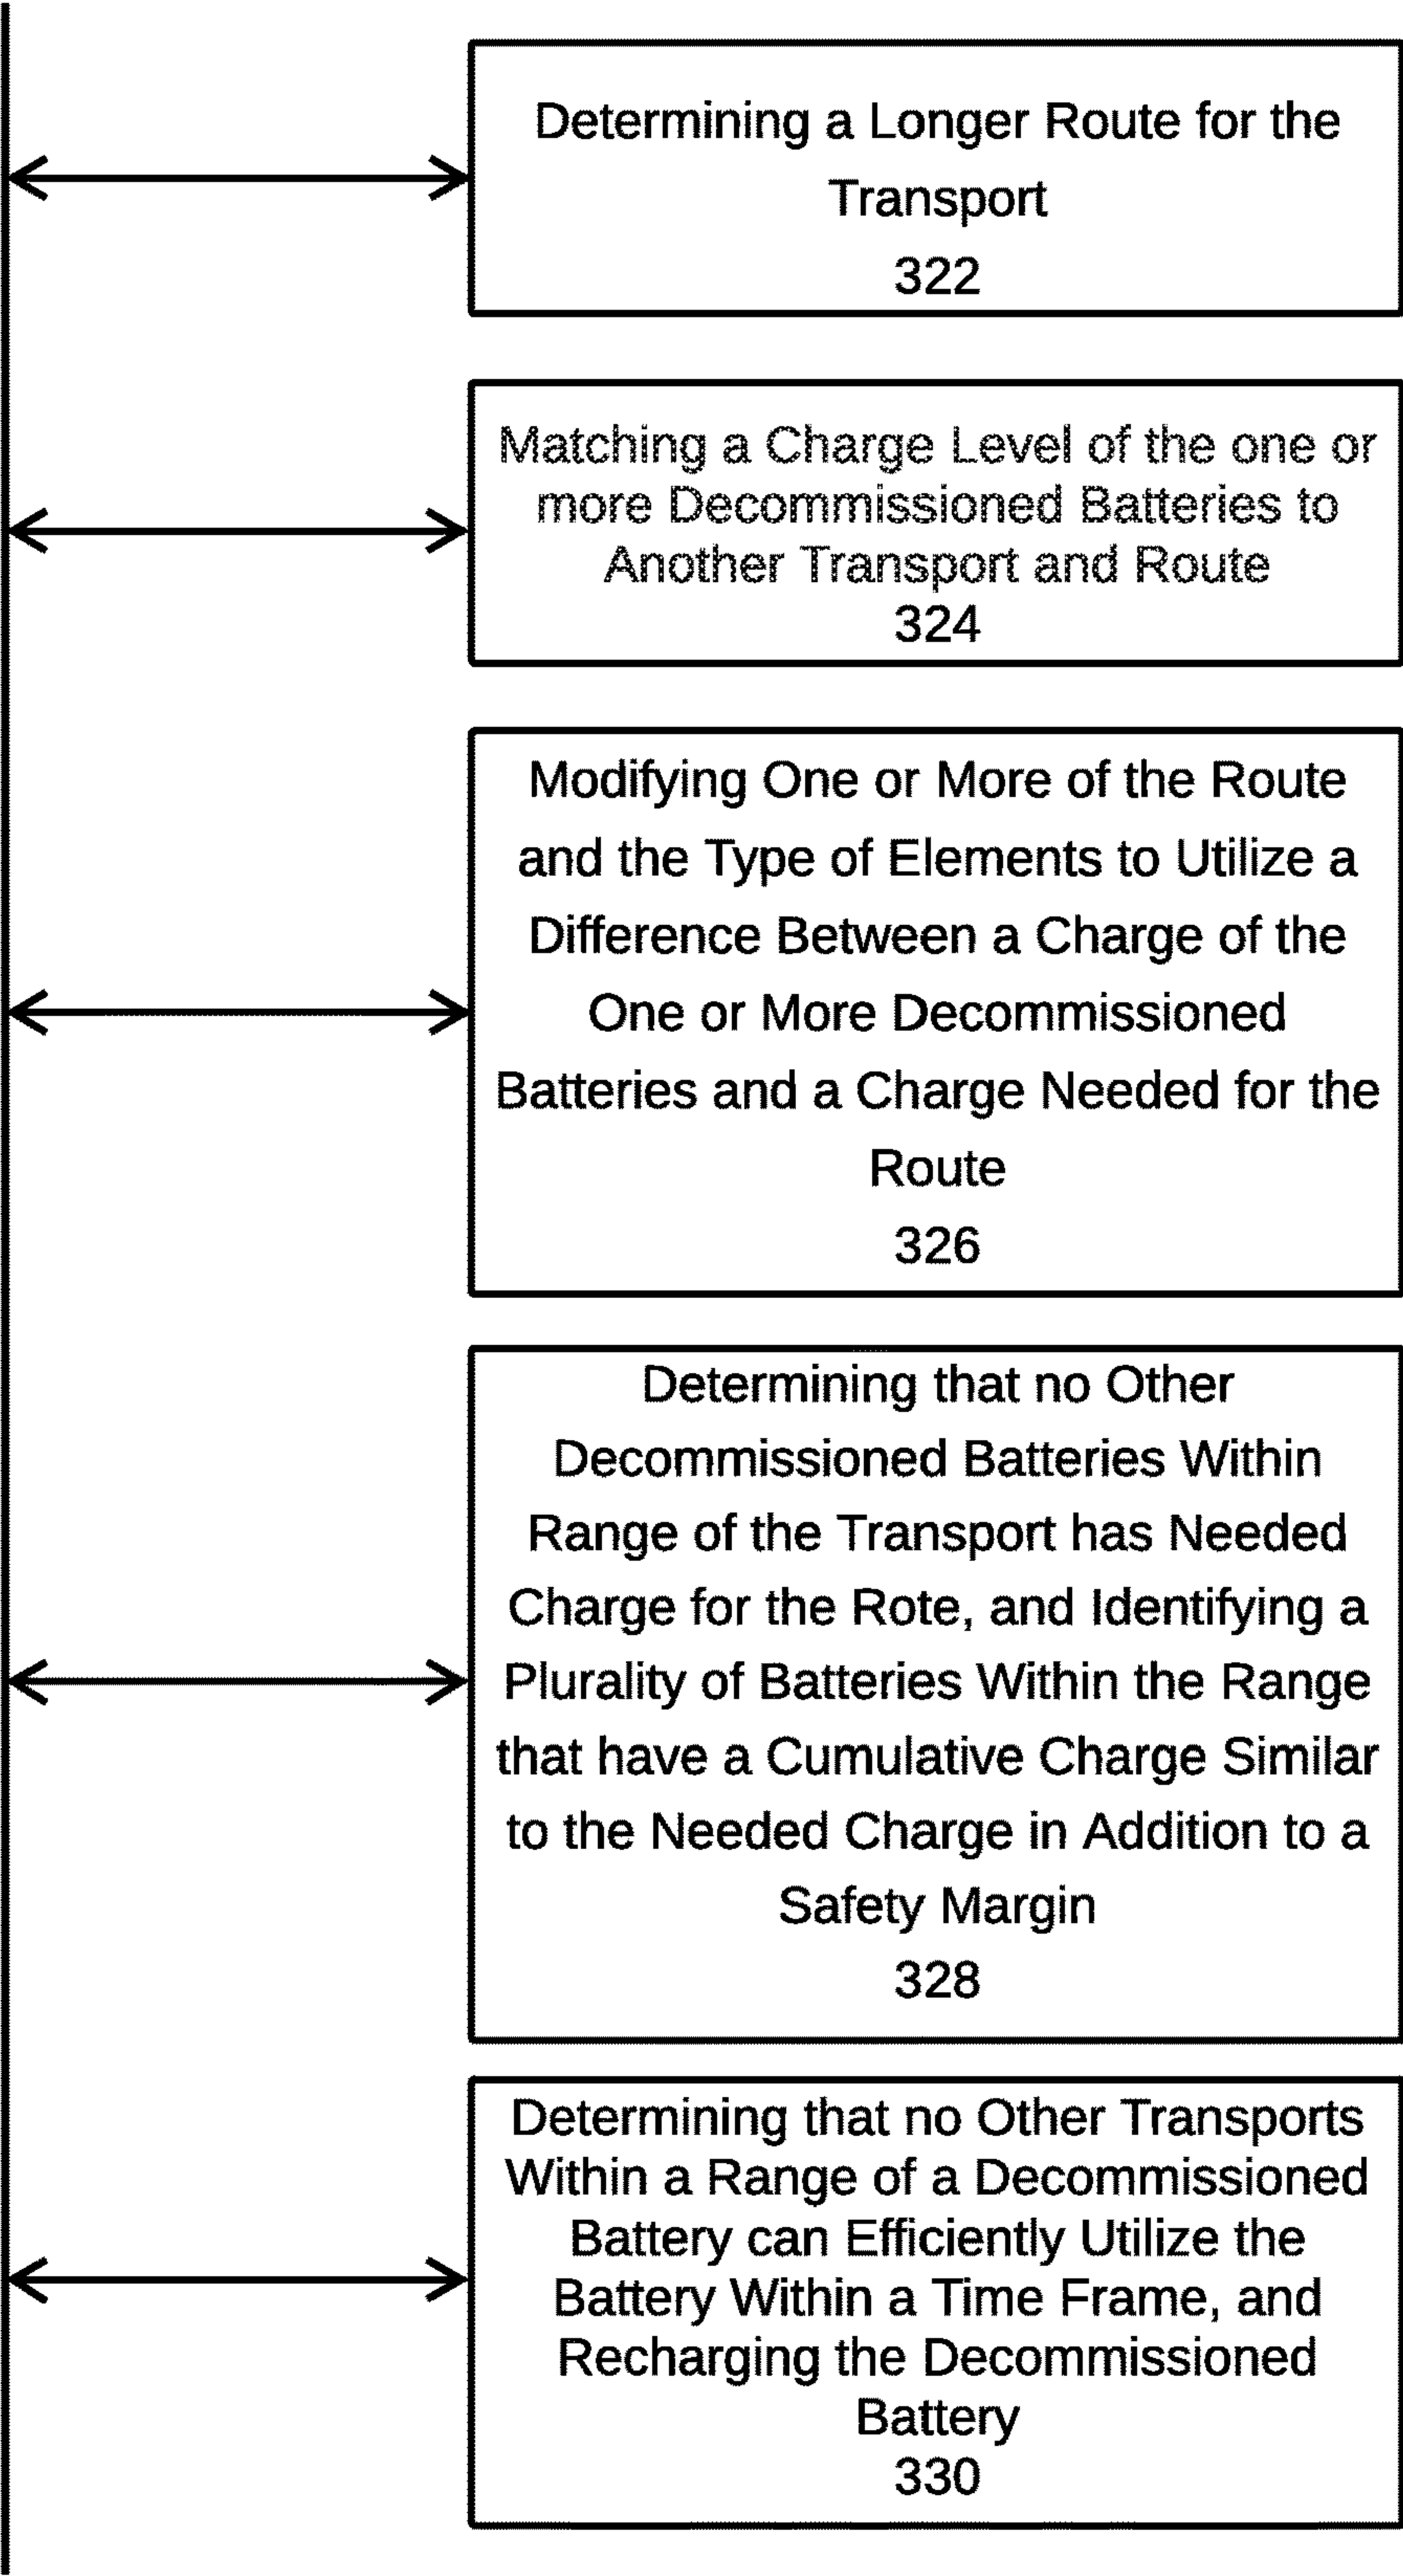 Determining a Longer Route for the
Transport
322
Matching a Charge Level of the one or
more Decommissioned Batteries to
Another Transport and Route
324
Modifying One or More of the Route
and the Type of Elements to Utilize a
Difference Between a Charge of the
One or More Decommissioned
Batteries and a Charge Needed for the
Route
326
Determining that no Other
Decommissioned Batteries Within
Range of the Transport has Needed
Charge for the Rote, and Identifying a
Plurality of Batteries Within the Range
that have a Cumulative Charge Similar
to the Needed Charge in Addition to a
Safety Margin
328
Determining that no Other Transports
Within a Range of a Decommissioned
Battery can Efficiently Utilize the
Battery Within a Time Frame, and
Recharging the Decommissioned
Battery
330